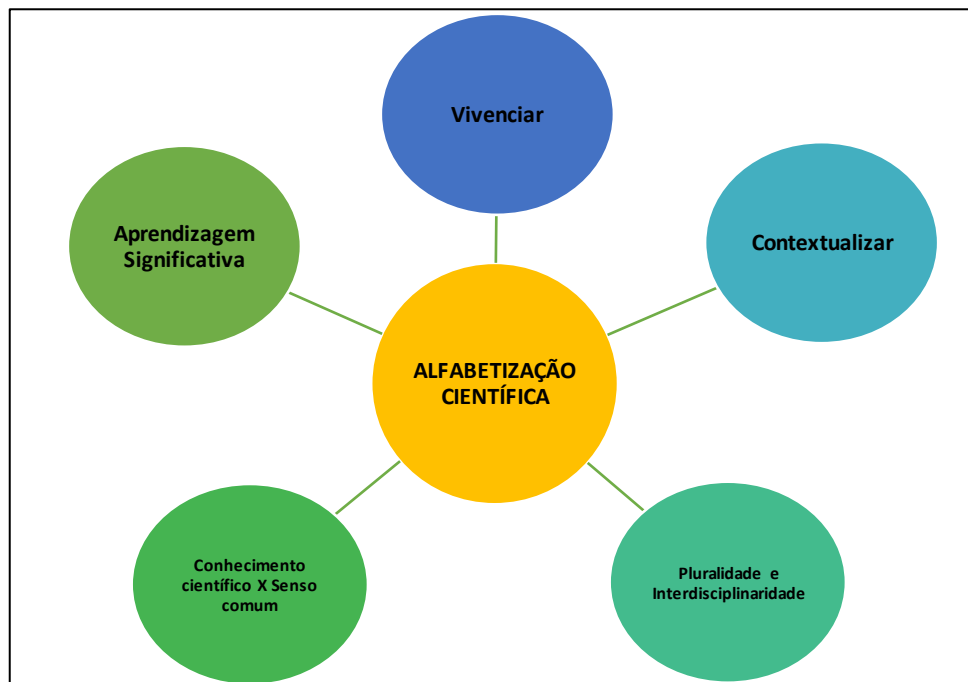 Vivenciar
Aprendizagem
Significativa
Contextualizar
ALFABETIZAÇÃO
CIENTÍFICA
Conhecimento
científico X Senso
comum
Pluralidade e
Interdisciplinaridade